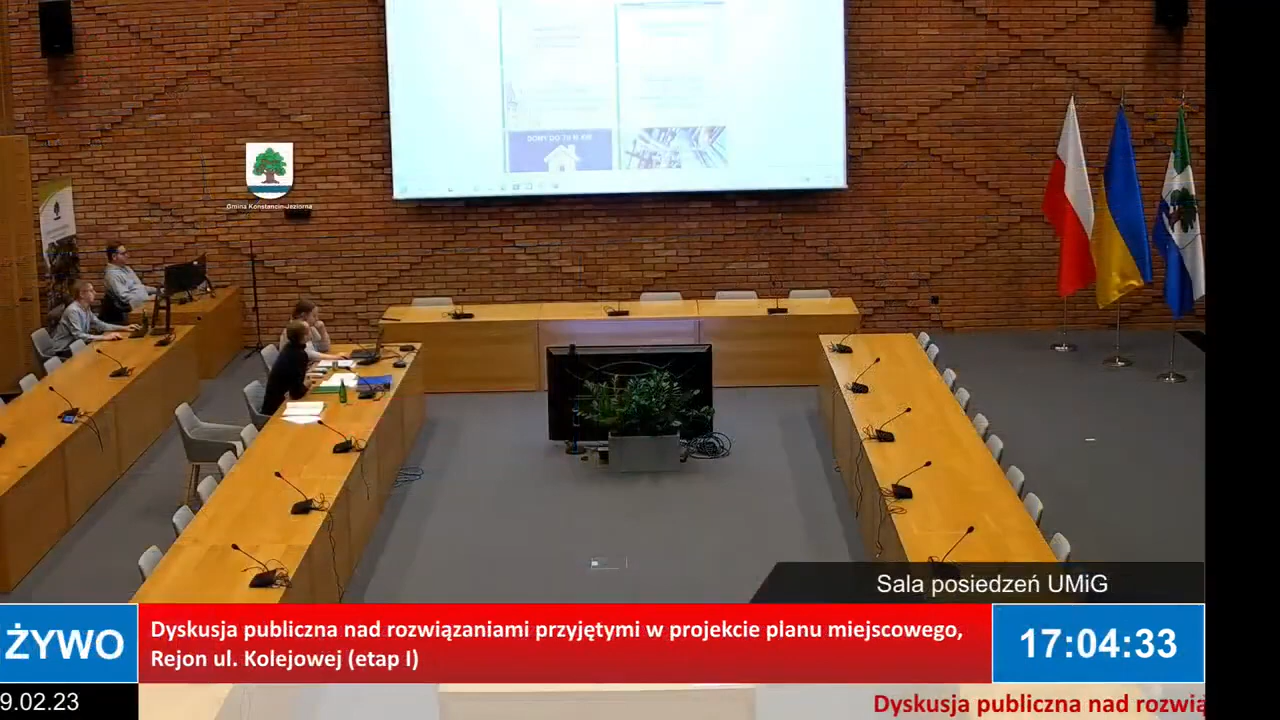 DOMY DO 70 M KW
Gmina Konstancin-Jeziorna
Sala posiedzeń UMiG
ŻYWO
Dyskusja publiczna nad rozwiązaniami przyjętymi w projekcie planu miejscowego,
Rejon ul. Kolejowej (etap I)
17:04:33
9.02.23
Dyskusja publiczna nad rozwią